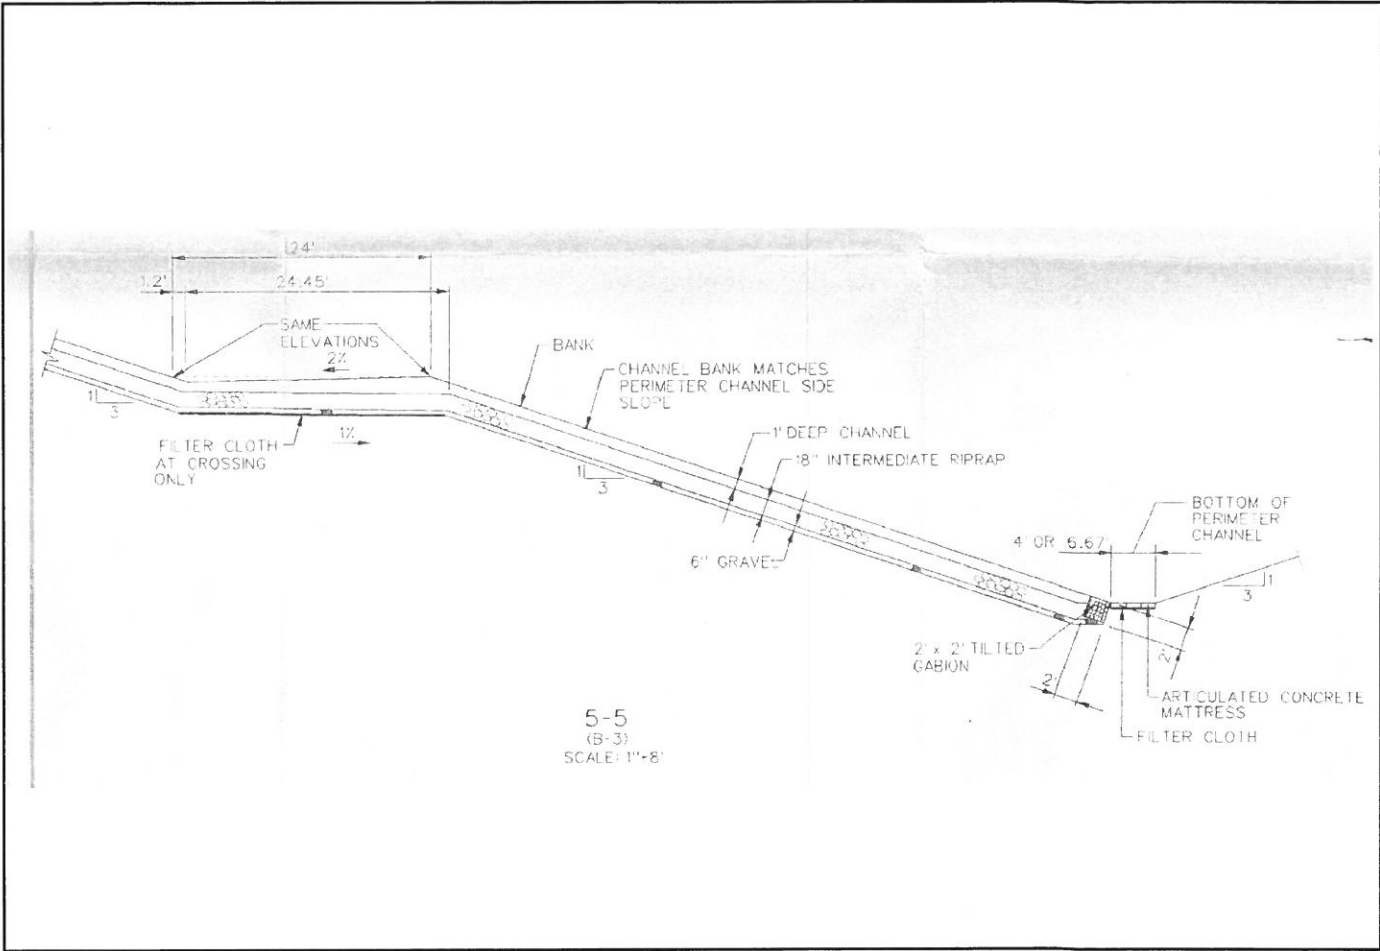 24'
1.2'
24.45'
SAME
ELEVATIONS
2%
BANK
CHANNEL BANK MATCHES
PERIMETER CHANNEL SIDE
SLOPE
1
3
FILTER CLOTH
AT CROSSING
ONLY
1%
1' DEEP CHANNEL
18" INTERMEDIATE RIPRAP
1
3
6" GRAVEL
BOTTOM OF
PERIMETER
CHANNEL
4' OR 6.67'
1
3
2' x 2' TILTED
GABION
2'
2'
ARTICULATED CONCRETE
MATTRESS
FILTER CLOTH
5-5
(B-3)
SCALE: 1"=8'